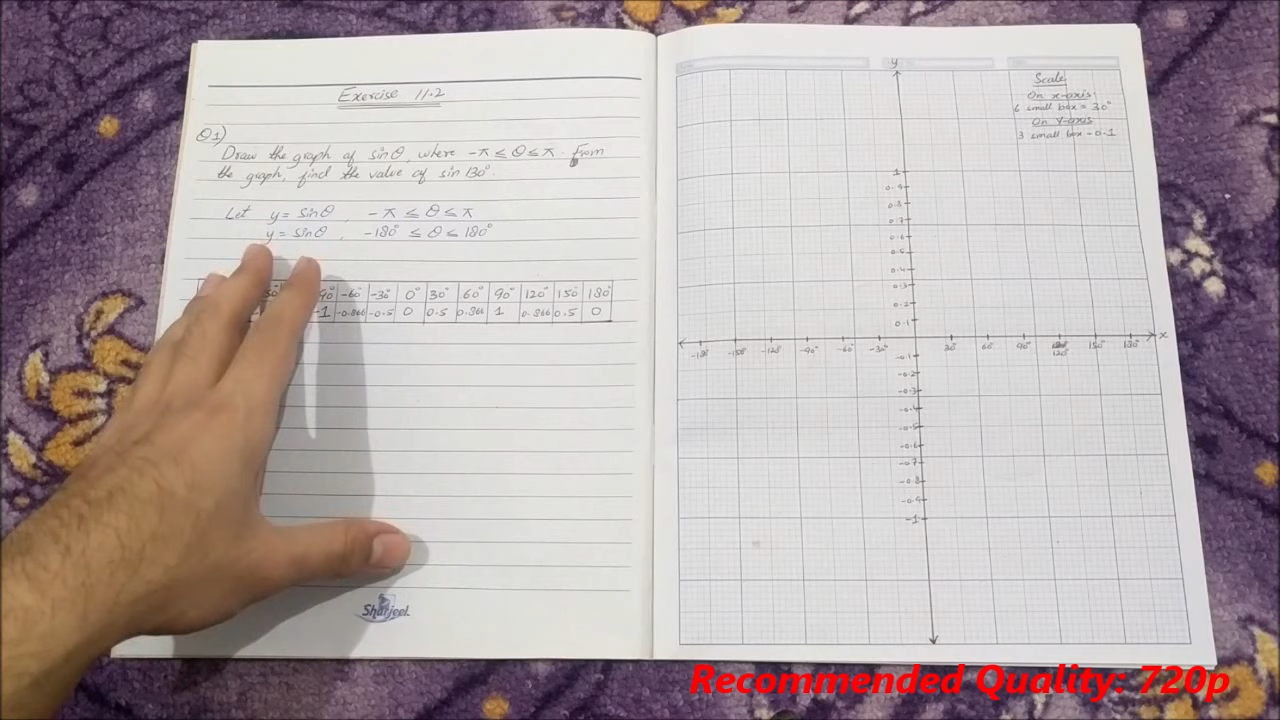 Exercise 11.2
Q1)
Draw the graph of sinθ, where -π ≤ θ ≤ π. From
the graph, find the value of sin 130°.
Let y = sinθ , -π ≤ θ ≤ π
y = sinθ , -180° ≤ θ ≤ 180°
90° -60° -30° 0° 30° 60° 90° 120° 150° 180°
-1 -0.866 -0.5 0 0.5 0.866 1 0.866 0.5 0
Sharjeel
y
Scale
On x-axis:
6 small box = 30°
On Y-axis
3 small box = 0.1
1
0.9
0.8
0.7
0.6
0.5
0.4
0.3
0.2
0.1
-180° -150° -120° -90° -60° -30° 30° 60° 90° 120° 150° 180° x
-0.1
-0.2
-0.3
-0.4
-0.5
-0.6
-0.7
-0.8
-0.9
-1
Recommended Quality: 720p